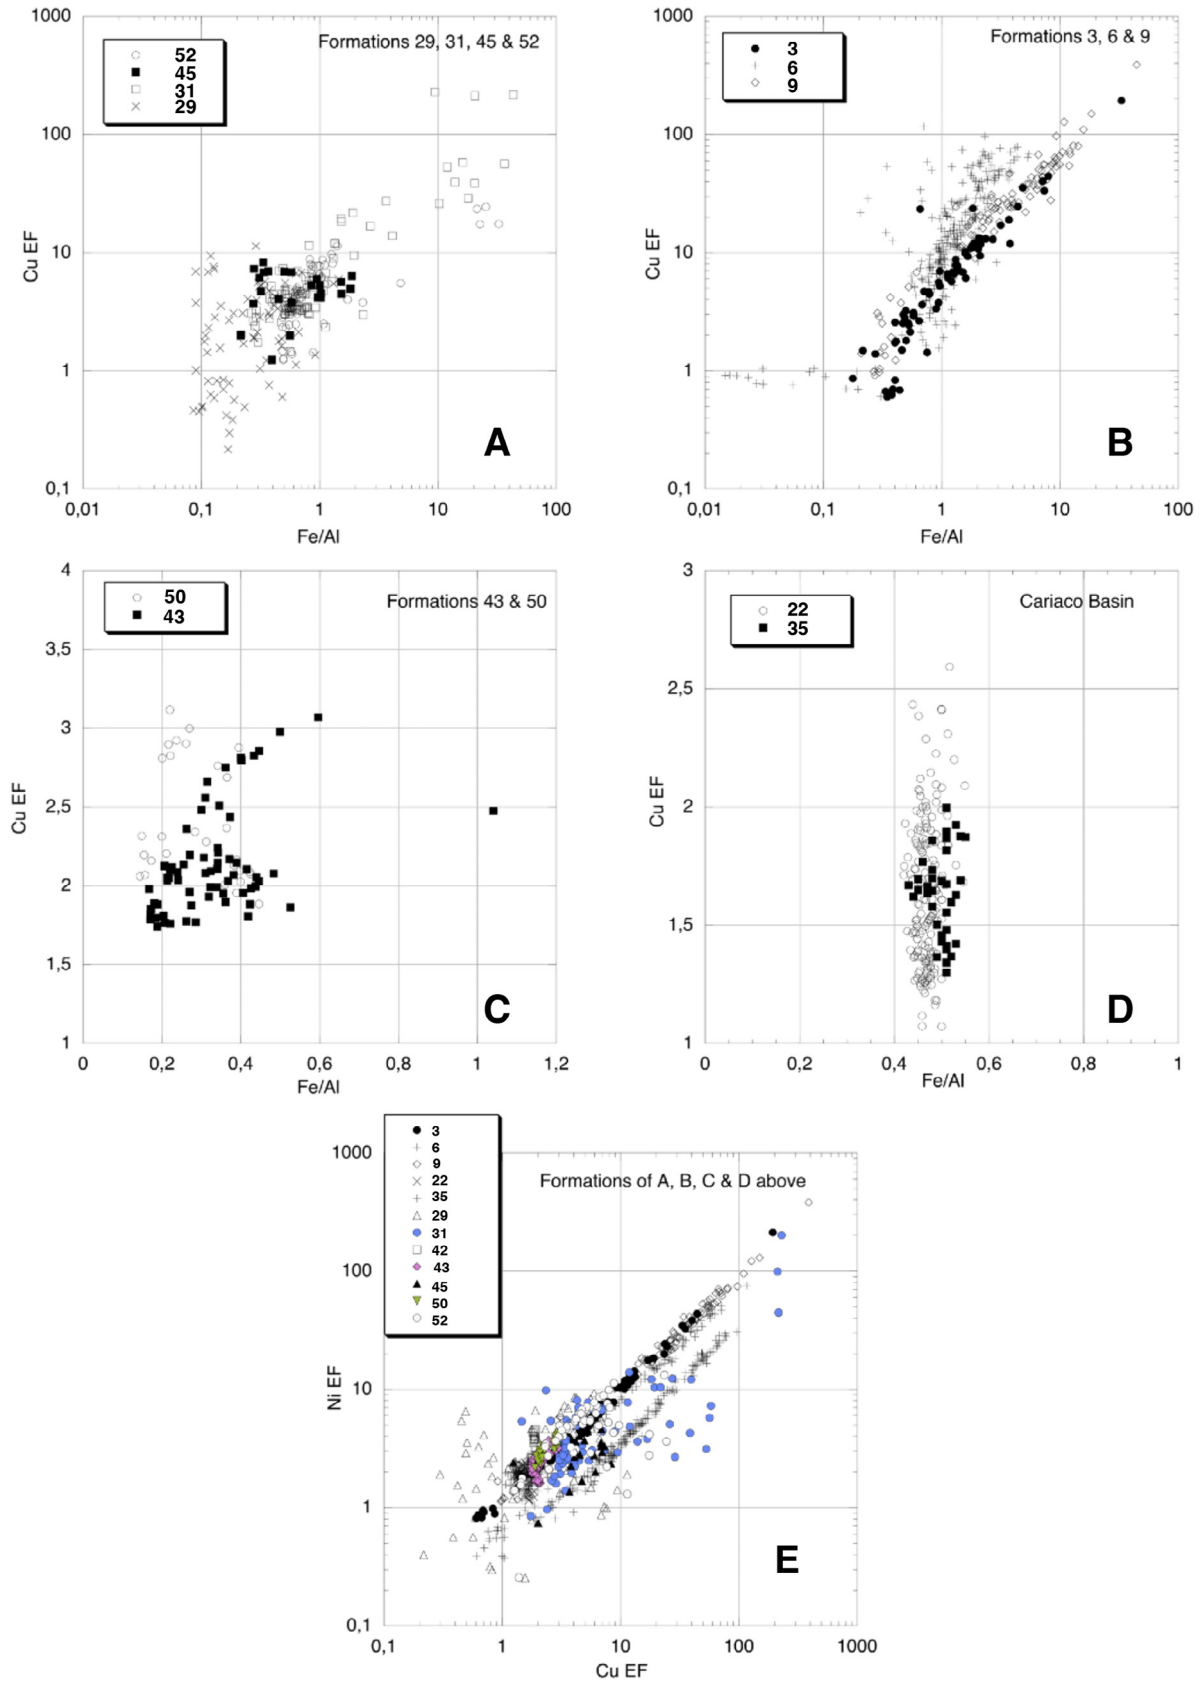 Formations 29, 31, 45 & 52
52
45
31
29
1000
100
10
1
0,1
Cu EF
A
0,01 0,1 1 10 100
Fe/Al
Formations 3, 6 & 9
3
6
9
1000
100
10
1
0,1
Cu EF
B
0,01 0,1 1 10 100
Fe/Al
Formations 43 & 50
50
43
4
3,5
3
2,5
2
1,5
1
Cu EF
C
0 0,2 0,4 0,6 0,8 1 1,2
Fe/Al
Cariaco Basin
22
35
3
2,5
2
1,5
1
Cu EF
D
0 0,2 0,4 0,6 0,8 1
Fe/Al
Formations of A, B, C & D above
3
6
9
22
35
29
31
42
43
45
50
52
1000
100
10
1
0,1
Ni EF
E
0,1 1 10 100 1000
Cu EF